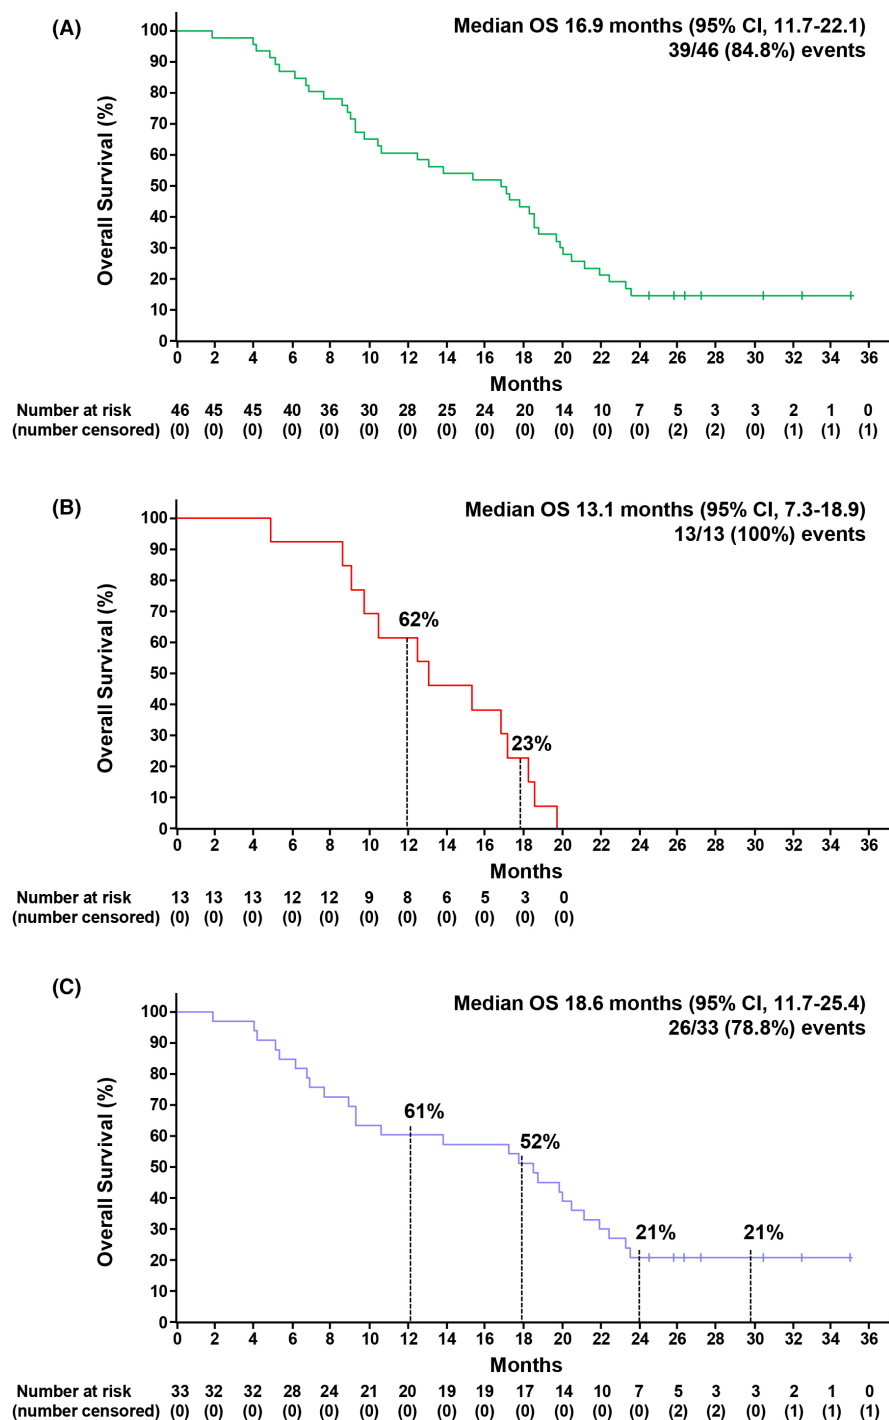 (A)
Median OS 16.9 months (95% CI, 11.7-22.1)
39/46 (84.8%) events
Overall Survival (%)
100
90
80
70
60
50
40
30
20
10
0
0 2 4 6 8 10 12 14 16 18 20 22 24 26 28 30 32 34 36
Months
Number at risk 46 45 45 40 36 30 28 25 24 20 14 10 7 5 3 3 2 1 0
(number censored) (0) (0) (0) (0) (0) (0) (0) (0) (0) (0) (0) (0) (0) (2) (2) (0) (1) (1) (1)
(B)
Median OS 13.1 months (95% CI, 7.3-18.9)
13/13 (100%) events
Overall Survival (%)
100
90
80
70
60
50
40
30
20
10
0
62%
23%
0 2 4 6 8 10 12 14 16 18 20 22 24 26 28 30 32 34 36
Months
Number at risk 13 13 13 12 12 9 8 6 5 3 0
(number censored) (0) (0) (0) (0) (0) (0) (0) (0) (0) (0) (0)
(C)
Median OS 18.6 months (95% CI, 11.7-25.4)
26/33 (78.8%) events
Overall Survival (%)
100
90
80
70
60
50
40
30
20
10
0
61%
52%
21% 21%
0 2 4 6 8 10 12 14 16 18 20 22 24 26 28 30 32 34 36
Months
Number at risk 33 32 32 28 24 21 20 19 19 17 14 10 7 5 3 3 2 1 0
(number censored) (0) (0) (0) (0) (0) (0) (0) (0) (0) (0) (0) (0) (0) (2) (2) (0) (1) (1) (1)